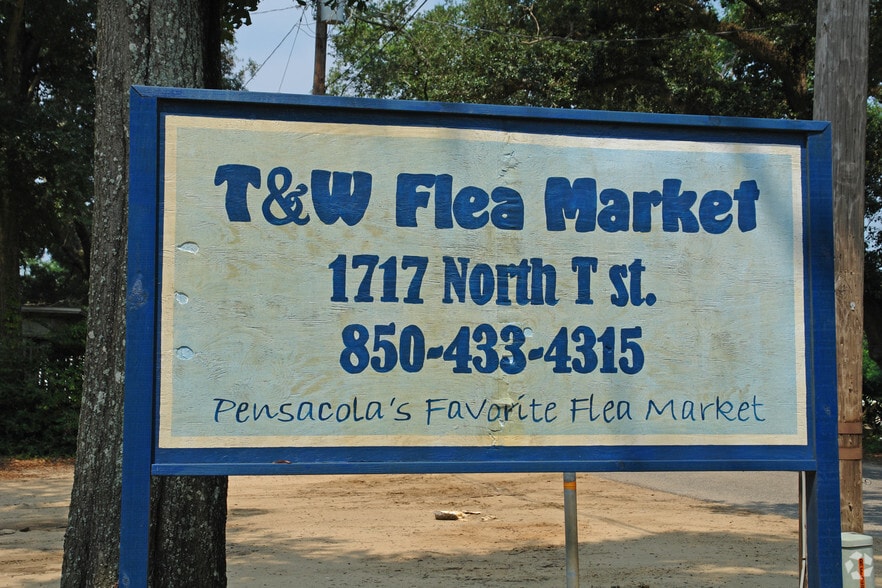 T&W Flea Market
1717 North T st.
850-433-4315
Pensacola's Favorite Flea Market